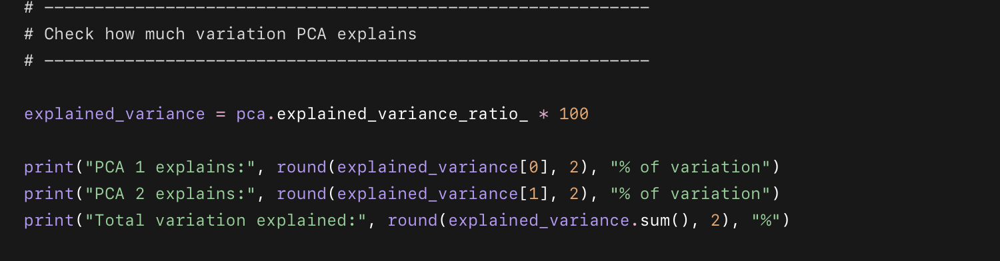 # ────────────────────────────────────────────────────────────
# Check how much variation PCA explains
# ────────────────────────────────────────────────────────────
explained_variance = pca.explained_variance_ratio_ * 100
print("PCA 1 explains:", round(explained_variance[0], 2), "% of variation")
print("PCA 2 explains:", round(explained_variance[1], 2), "% of variation")
print("Total variation explained:", round(explained_variance.sum(), 2), "%")